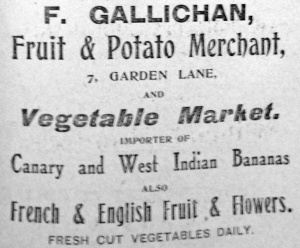 F. GALLICHAN,
Fruit & Potato Merchant,
7, GARDEN LANE,
AND
Vegetable Market.
IMPORTER OF
Canary and West Indian Bananas
ALSO
French & English Fruit & Flowers.
FRESH CUT VEGETABLES DAILY.